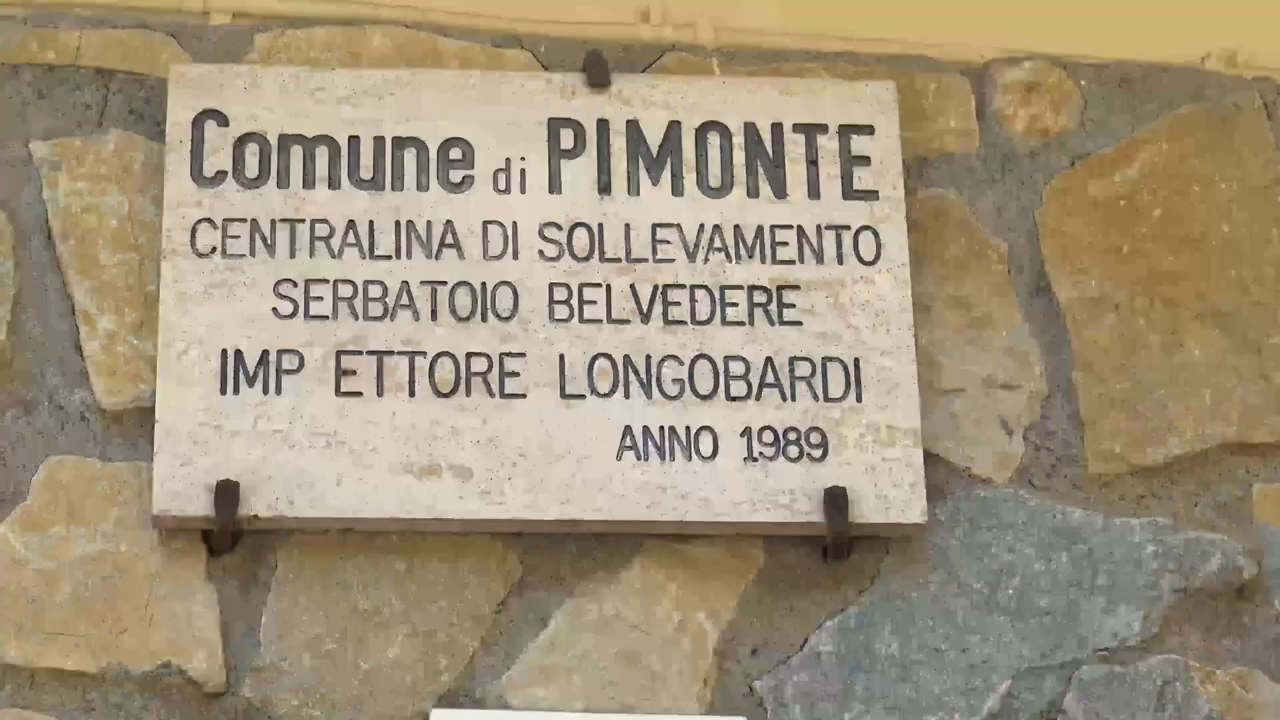 Comune di PIMONTE
CENTRALINA DI SOLLEVAMENTO
SERBATOIO BELVEDERE
IMP ETTORE LONGOBARDI
ANNO 1989